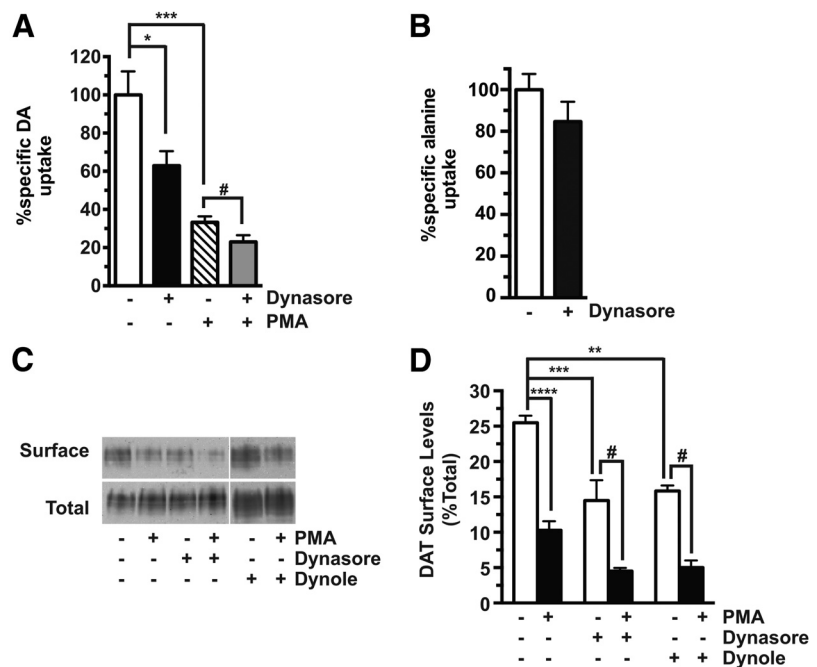 A
%specific DA
uptake
120
100
80
60
40
20
0
***
*
#
- + - + Dynasore
- - + + PMA
B
%specific alanine
uptake
100
80
60
40
20
0
- + Dynasore
C
Surface
Total
- + - + - + PMA
- - + + - - Dynasore
- - - - + + Dynole
D
DAT Surface Levels
(%Total)
30
25
20
15
10
5
0
**
***
****
#
#
- + - + - + PMA
- - + + - - Dynasore
- - - - + + Dynole